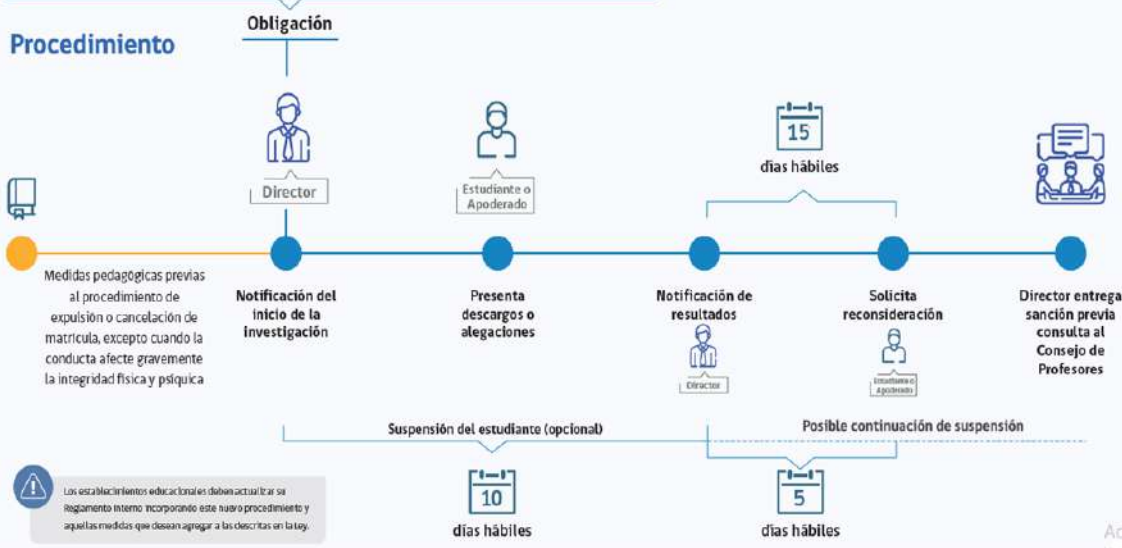 Obligación
Procedimiento
Director
Estudiante o
Apoderado
15
días hábiles
Medidas pedagógicas previas
al procedimiento de
expulsión o cancelación de
matrícula, excepto cuando la
conducta afecte gravemente
la integridad física y psíquica
Notificación del
inicio de la
investigación
Presenta
descargos o
alegaciones
Notificación de
resultados
Director
Solicita
reconsideración
Estudiante o
Apoderado
Director entrega
sanción previa
consulta al
Consejo de
Profesores
Suspensión del estudiante (opcional)
Posible continuación de suspensión
10
días hábiles
5
días hábiles
Los establecimientos educacionales deben actualizar su
Reglamento Interno incorporando este nuevo procedimiento y
aquellas medidas que desean agregar a las descritas en la Ley.